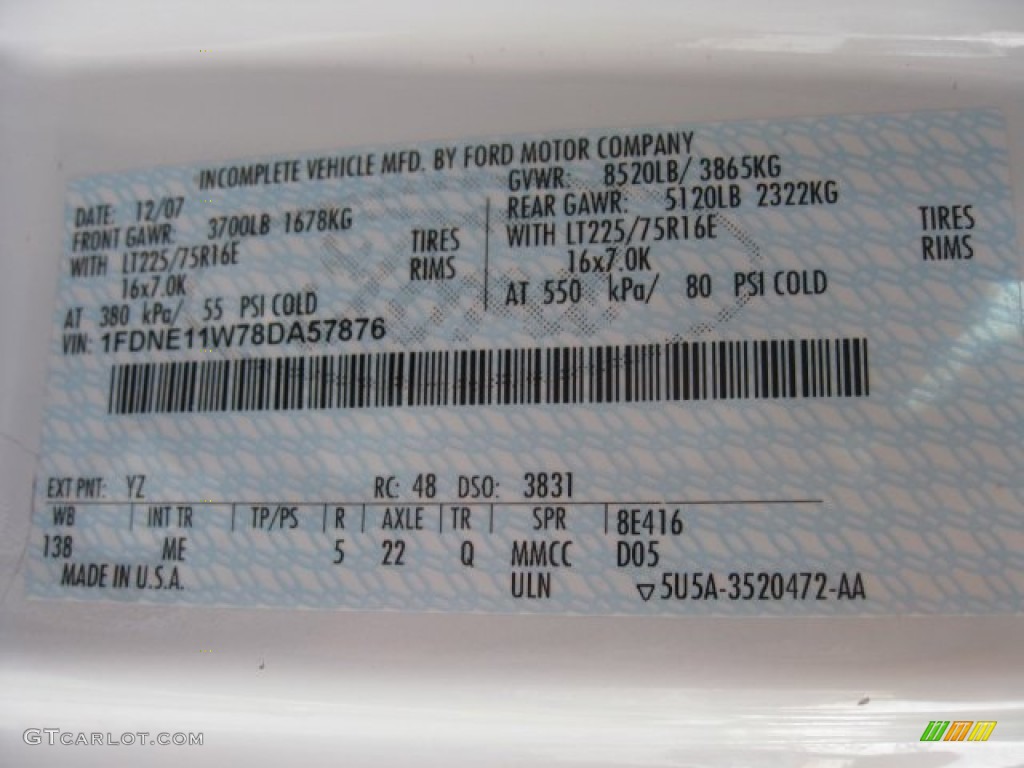 INCOMPLETE VEHICLE MFD. BY FORD MOTOR COMPANY
DATE: 12/07 GVWR: 8520LB/ 3865KG
FRONT GAWR: 3700LB 1678KG REAR GAWR: 5120LB 2322KG
WITH LT225/75R16E TIRES WITH LT225/75R16E TIRES
16x7.0K RIMS 16x7.0K RIMS
AT 380 kPa/ 55 PSI COLD AT 550 kPa/ 80 PSI COLD
VIN: 1FDNE11W78DA57876
EXT PNT: YZ RC: 48 DSO: 3831
WB | INT TR | TP/PS | R | AXLE | TR | SPR | 8E416
138 ME 5 22 Q MMCC D05
MADE IN U.S.A. ULN ▽5U5A-3520472-AA
GTCARLOT.COM